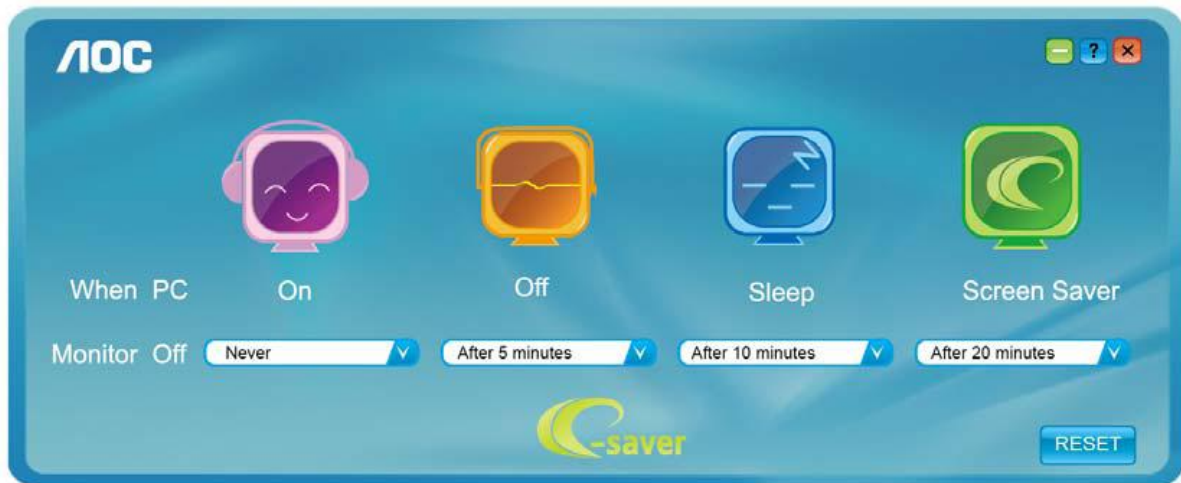 AOC
?
When PC On Off Sleep Screen Saver
Monitor Off Never After 5 minutes After 10 minutes After 20 minutes
e-saver
RESET